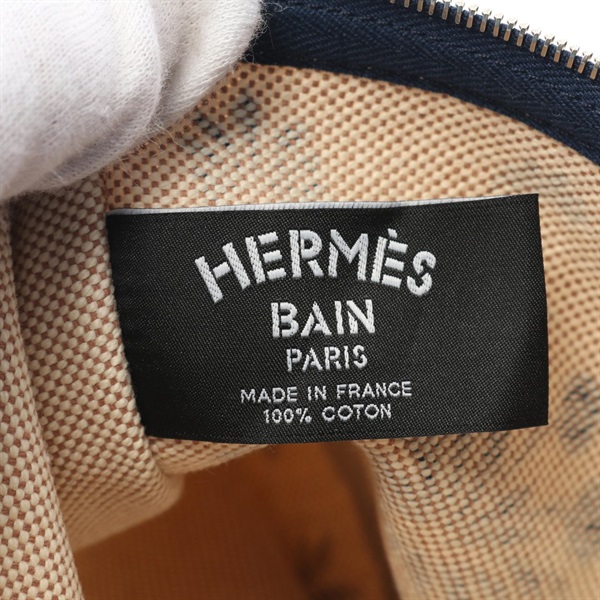 HERMÈS
BAIN
PARIS
MADE IN FRANCE
100% COTON